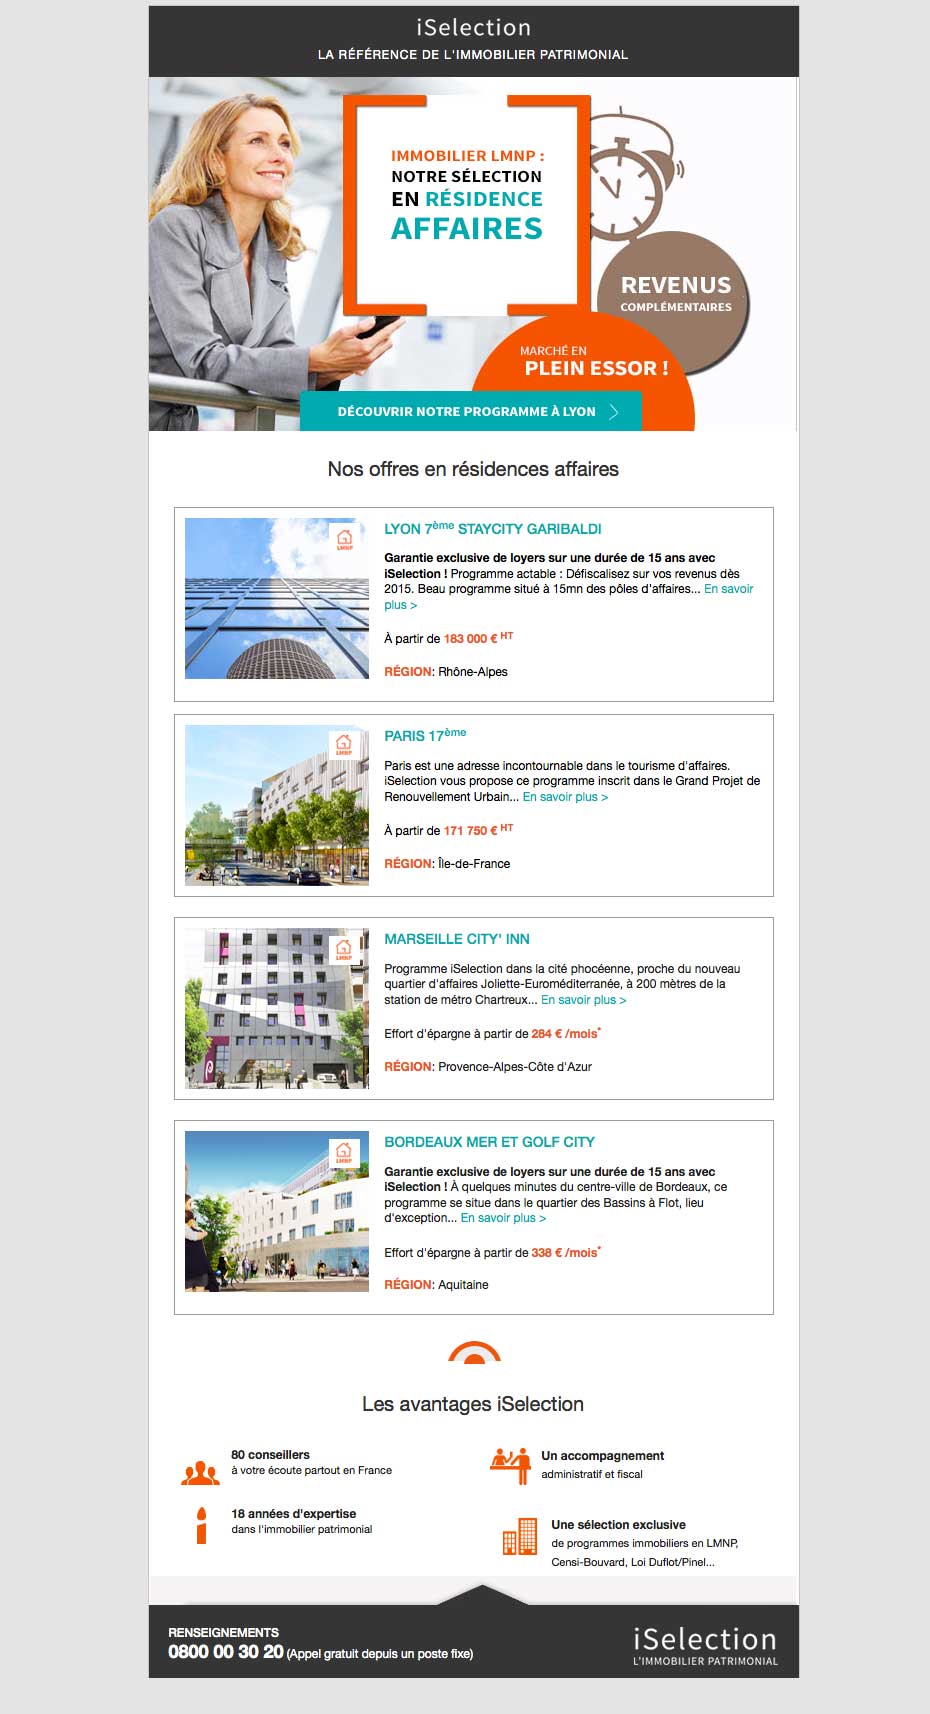 iSelection
LA RÉFÉRENCE DE L'IMMOBILIER PATRIMONIAL
IMMOBILIER LMNP :
NOTRE SÉLECTION
EN RÉSIDENCE
AFFAIRES
REVENUS
COMPLÉMENTAIRES
MARCHÉ EN
PLEIN ESSOR !
DÉCOUVRIR NOTRE PROGRAMME À LYON
Nos offres en résidences affaires
LMNP
LYON 7ème STAYCITY GARIBALDI
Garantie exclusive de loyers sur une durée de 15 ans avec
iSelection ! Programme actable : Défiscalisez sur vos revenus dès
2015. Beau programme situé à 15mn des pôles d'affaires... En savoir
plus >
À partir de 183 000 € HT
RÉGION: Rhône-Alpes
LMNP
PARIS 17ème
Paris est une adresse incontournable dans le tourisme d'affaires.
iSelection vous propose ce programme inscrit dans le Grand Projet de
Renouvellement Urbain... En savoir plus >
À partir de 171 750 € HT
RÉGION: Île-de-France
LMNP
MARSEILLE CITY' INN
Programme iSelection dans la cité phocéenne, proche du nouveau
quartier d'affaires Joliette-Euroméditerranée, à 200 mètres de la
station de métro Chartreux... En savoir plus >
Effort d'épargne à partir de 284 € /mois*
RÉGION: Provence-Alpes-Côte d'Azur
LMNP
BORDEAUX MER ET GOLF CITY
Garantie exclusive de loyers sur une durée de 15 ans avec
iSelection ! À quelques minutes du centre-ville de Bordeaux, ce
programme se situe dans le quartier des Bassins à Flot, lieu
d'exception... En savoir plus >
Effort d'épargne à partir de 338 € /mois*
RÉGION: Aquitaine
Les avantages iSelection
80 conseillers
à votre écoute partout en France
Un accompagnement
administratif et fiscal
18 années d'expertise
dans l'immobilier patrimonial
Une sélection exclusive
de programmes immobiliers en LMNP,
Censi-Bouvard, Loi Duflot/Pinel...
RENSEIGNEMENTS
0800 00 30 20 (Appel gratuit depuis un poste fixe)
iSelection
L'IMMOBILIER PATRIMONIAL